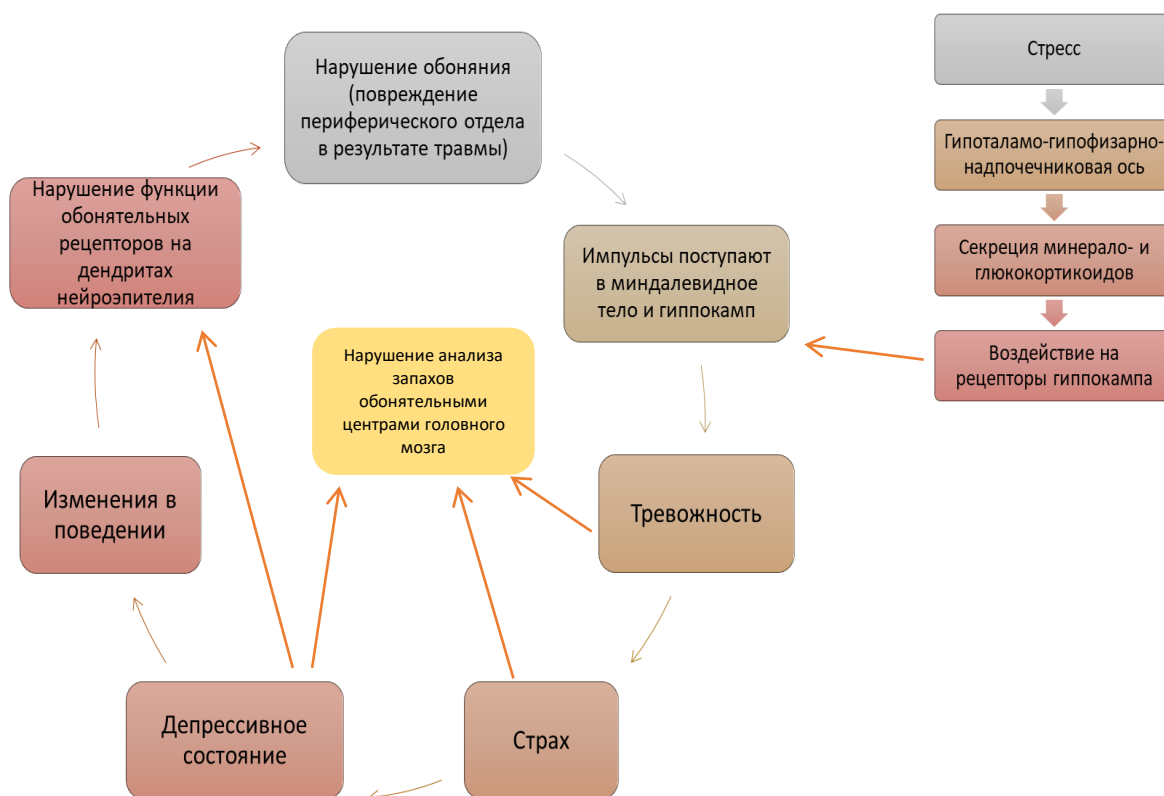 Нарушение обоняния
(повреждение
периферического отдела
в результате травмы)
Стресс
Гипоталамо-гипофизарно-
надпочечниковая ось
Секреция минерало- и
глюкокортикоидов
Воздействие на
рецепторы гиппокампа
Импульсы поступают
в миндалевидное
тело и гиппокамп
Тревожность
Страх
Депрессивное
состояние
Изменения в
поведении
Нарушение функции
обонятельных
рецепторов на
дендритах
нейроэпителия
Нарушение анализа
запахов
обонятельными
центрами головного
мозга